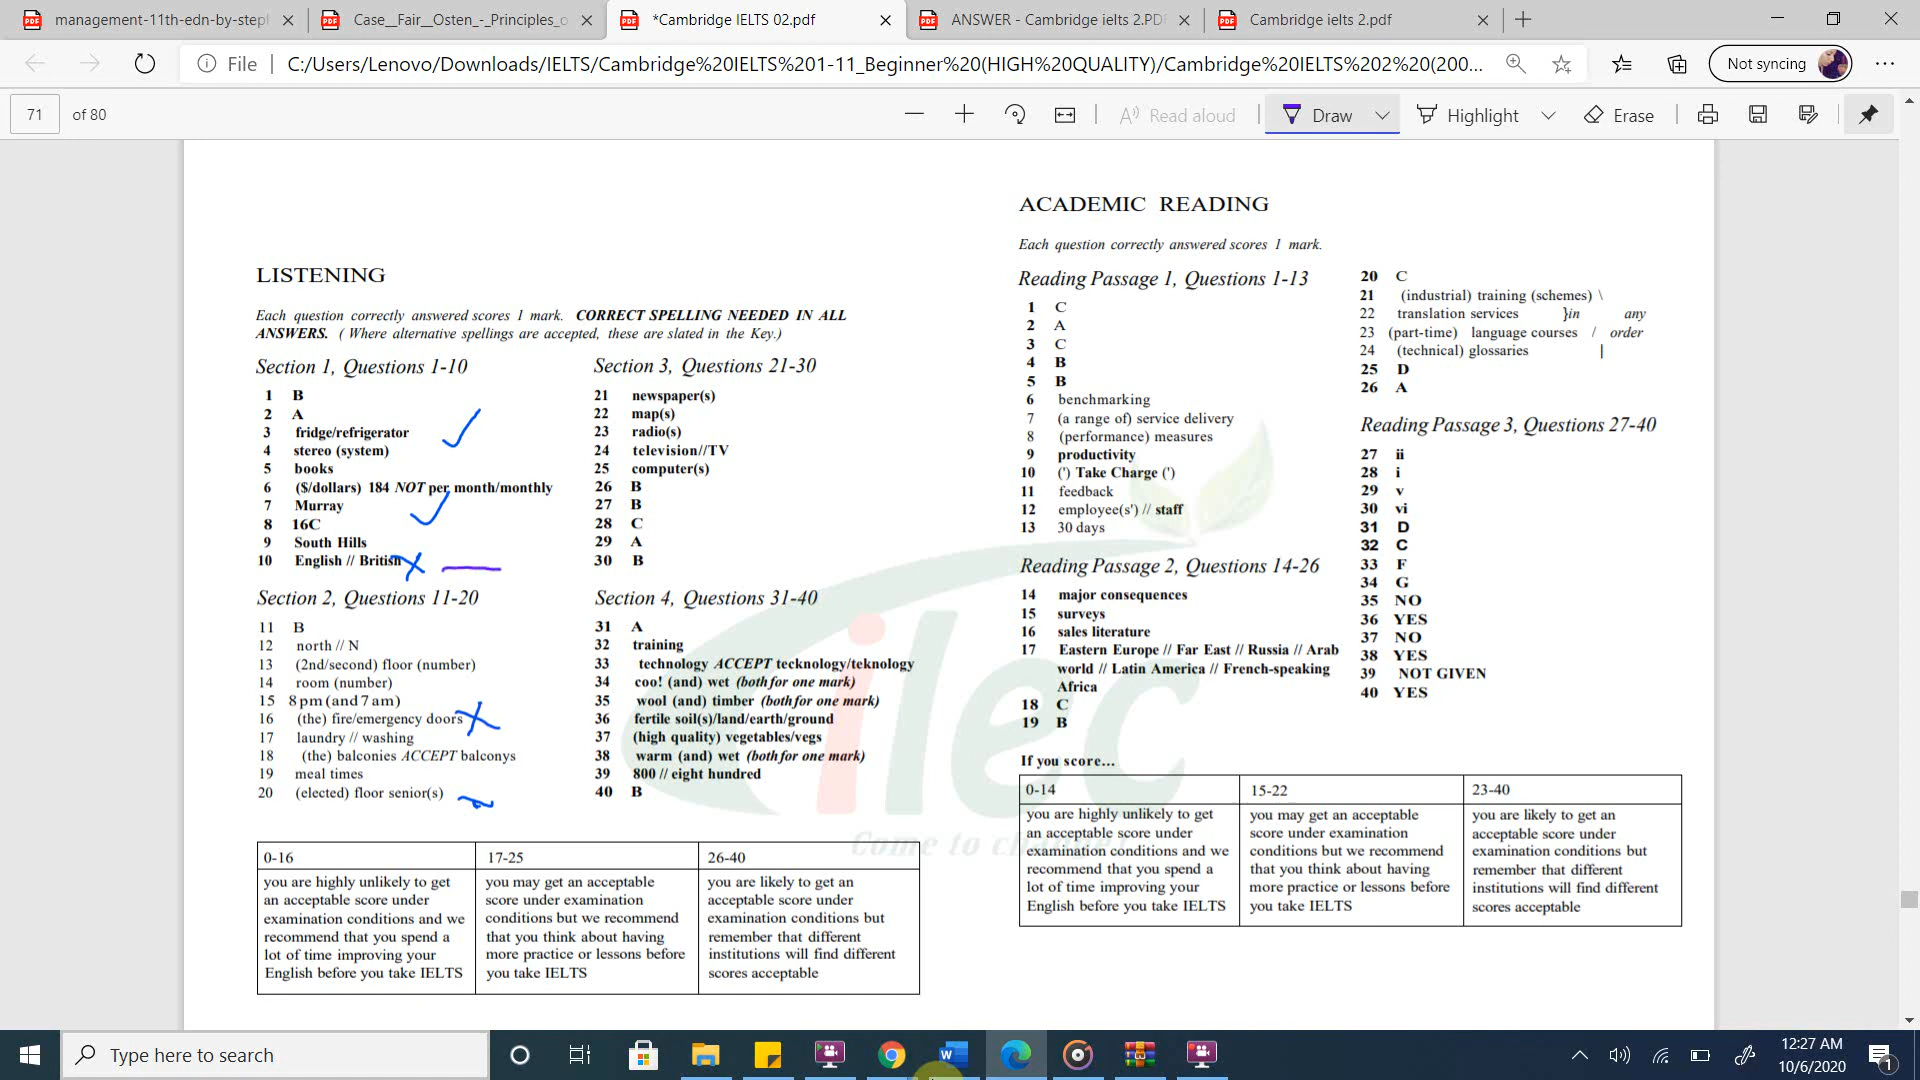 management-11th-edn-by-step
Case__Fair__Osten_-_Principles_o
*Cambridge IELTS 02.pdf
ANSWER - Cambridge ielts 2.PDF
Cambridge ielts 2.pdf
File
C:/Users/Lenovo/Downloads/IELTS/Cambridge%20IELTS%201-11_Beginner%20(HIGH%20QUALITY)/Cambridge%20IELTS%202%20(200...
Not syncing
71 of 80
Read aloud
Draw
Highlight
Erase
LISTENING
Each question correctly answered scores 1 mark. CORRECT SPELLING NEEDED IN ALL
ANSWERS. ( Where alternative spellings are accepted, these are slated in the Key.)
Section 1, Questions 1-10
1 B
2 A
3 fridge/refrigerator
4 stereo (system)
5 books
6 ($/dollars) 184 NOT per month/monthly
7 Murray
8 16C
9 South Hills
10 English // British
Section 2, Questions 11-20
11 B
12 north // N
13 (2nd/second) floor (number)
14 room (number)
15 8pm (and 7 am)
16 (the) fire/emergency doors
17 laundry // washing
18 (the) balconies ACCEPT balconys
19 meal times
20 (elected) floor senior(s)
Section 3, Questions 21-30
21 newspaper(s)
22 map(s)
23 radio(s)
24 television//TV
25 computer(s)
26 B
27 B
28 C
29 A
30 B
Section 4, Questions 31-40
31 A
32 training
33 technology ACCEPT tecknology/teknology
34 coo! (and) wet (both for one mark)
35 wool (and) timber (both for one mark)
36 fertile soil(s)/land/earth/ground
37 (high quality) vegetables/vegs
38 warm (and) wet (both for one mark)
39 800 // eight hundred
40 B
0-16
you are highly unlikely to get
an acceptable score under
examination conditions and we
recommend that you spend a
lot of time improving your
English before you take IELTS
17-25
you may get an acceptable
score under examination
conditions but we recommend
that you think about having
more practice or lessons before
you take IELTS
26-40
you are likely to get an
acceptable score under
examination conditions but
remember that different
institutions will find different
scores acceptable
ACADEMIC READING
Each question correctly answered scores 1 mark.
Reading Passage 1, Questions 1-13
1 C
2 A
3 C
4 B
5 B
6 benchmarking
7 (a range of) service delivery
8 (performance) measures
9 productivity
10 (') Take Charge (')
11 feedback
12 employee(s') // staff
13 30 days
Reading Passage 2, Questions 14-26
14 major consequences
15 surveys
16 sales literature
17 Eastern Europe // Far East // Russia // Arab
world // Latin America // French-speaking
Africa
18 C
19 B
20 C
21 (industrial) training (schemes) \
22 translation services }in any
23 (part-time) language courses / order
24 (technical) glossaries |
25 D
26 A
Reading Passage 3, Questions 27-40
27 ii
28 i
29 v
30 vi
31 D
32 C
33 F
34 G
35 NO
36 YES
37 NO
38 YES
39 NOT GIVEN
40 YES
If you score...
0-14
you are highly unlikely to get
an acceptable score under
examination conditions and we
recommend that you spend a
lot of time improving your
English before you take IELTS
15-22
you may get an acceptable
score under examination
conditions but we recommend
that you think about having
more practice or lessons before
you take IELTS
23-40
you are likely to get an
acceptable score under
examination conditions but
remember that different
institutions will find different
scores acceptable
ilec
Come to
Type here to search
12:27 AM
10/6/2020
1